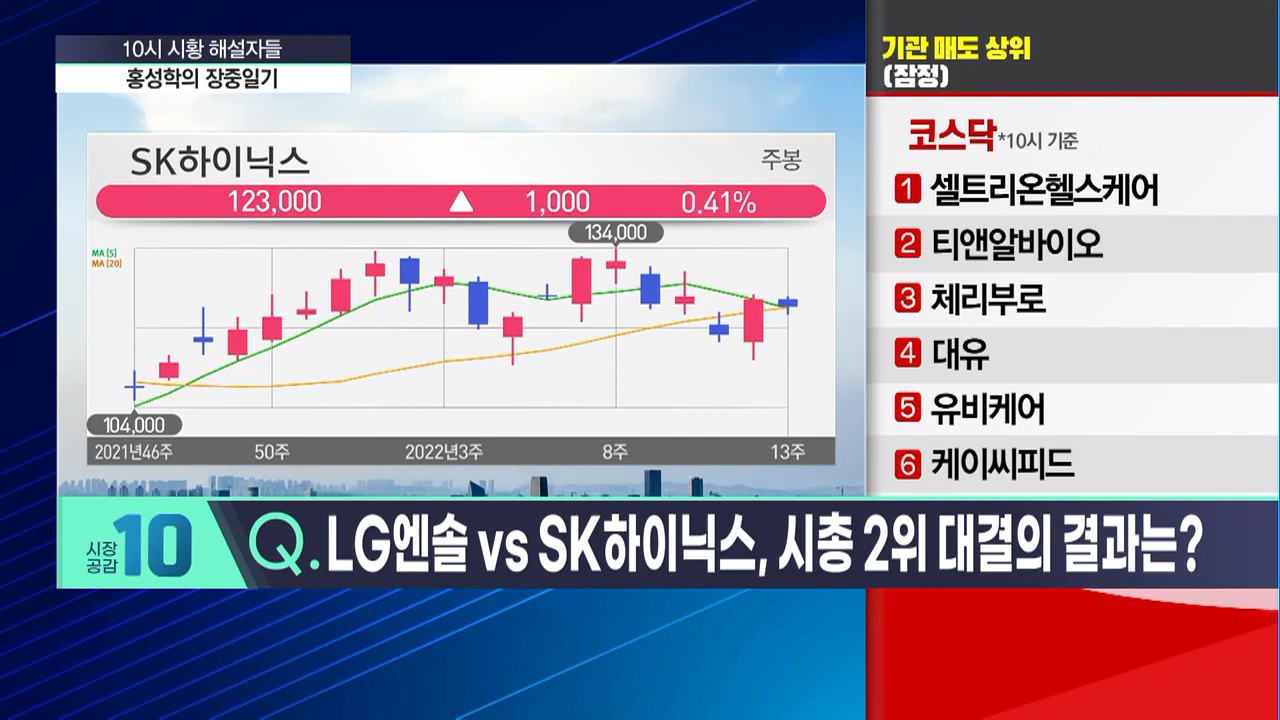 10시 시황 해설자들
홍성학의 장중일기
SK하이닉스
주봉
123,000 ▲ 1,000 0.41%
134,000
MA [5]
MA [20]
104,000
2021년46주 50주 2022년3주 8주 13주
기관 매도 상위
(잠정)
코스닥 *10시 기준
1 셀트리온헬스케어
2 티앤알바이오
3 체리부로
4 대유
5 유비케어
6 케이씨피드
시장
공감
10
Q. LG엔솔 vs SK하이닉스, 시총 2위 대결의 결과는?